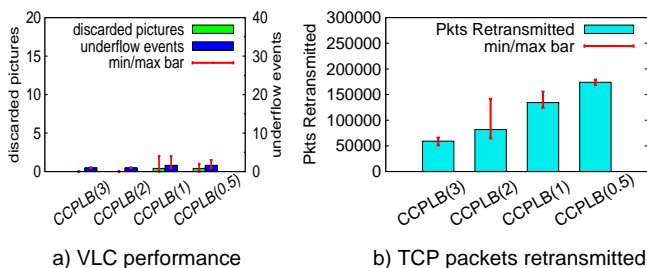 discarded pictures
underflow events
min/max bar
20
15
10
5
0
40
30
20
10
0
discarded pictures
underflow events
CCPLB(3)
CCPLB(2)
CCPLB(1)
CCPLB(0.5)
a) VLC performance
Pkts Retransmitted
min/max bar
300000
250000
200000
150000
100000
50000
0
Pkts Retransmitted
CCPLB(3)
CCPLB(2)
CCPLB(1)
CCPLB(0.5)
b) TCP packets retransmitted